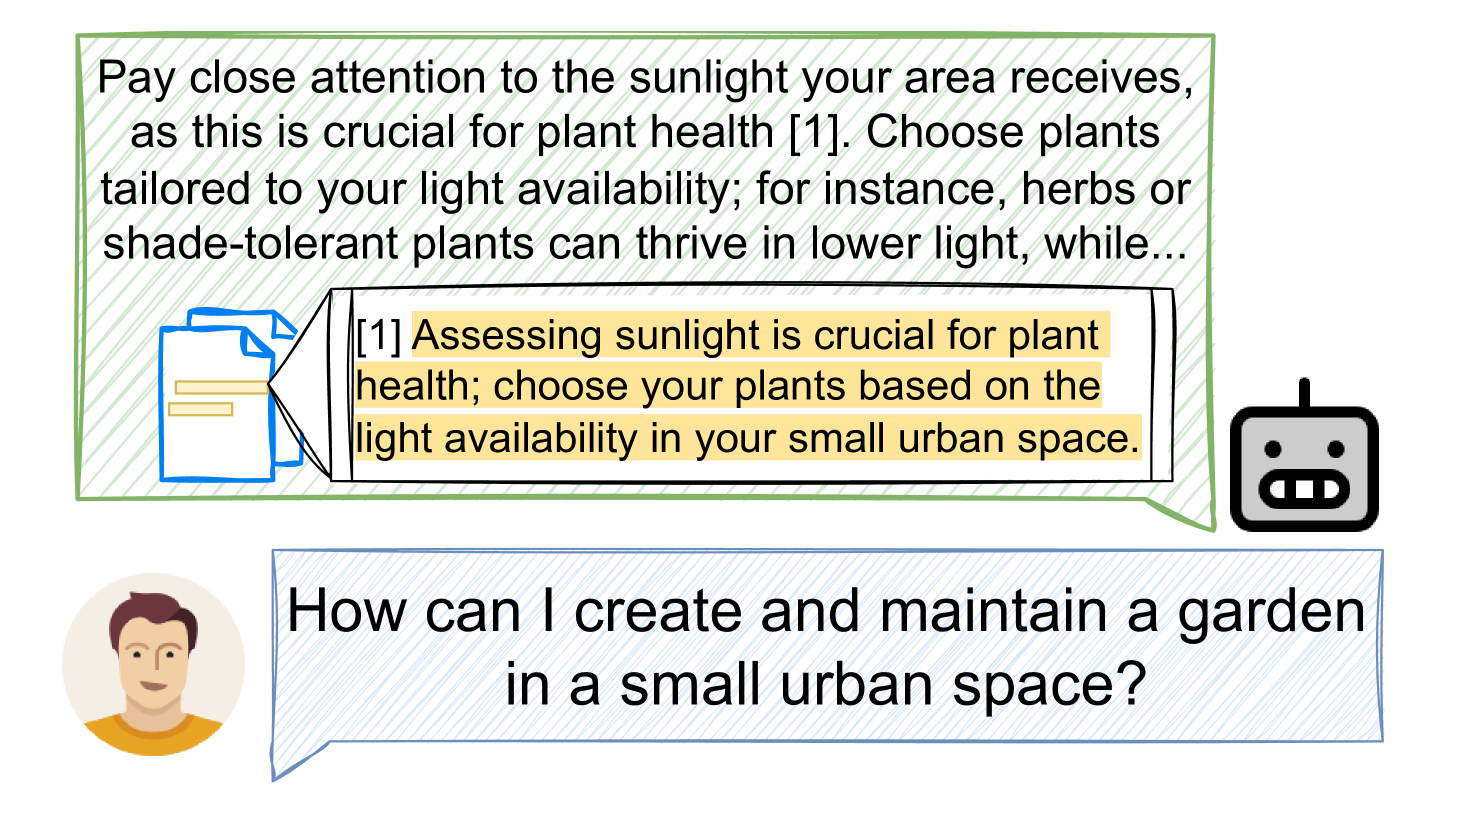 Pay close attention to the sunlight your area receives,
as this is crucial for plant health [1]. Choose plants
tailored to your light availability; for instance, herbs or
shade-tolerant plants can thrive in lower light, while...
[1] Assessing sunlight is crucial for plant
health; choose your plants based on the
light availability in your small urban space.
How can I create and maintain a garden
in a small urban space?